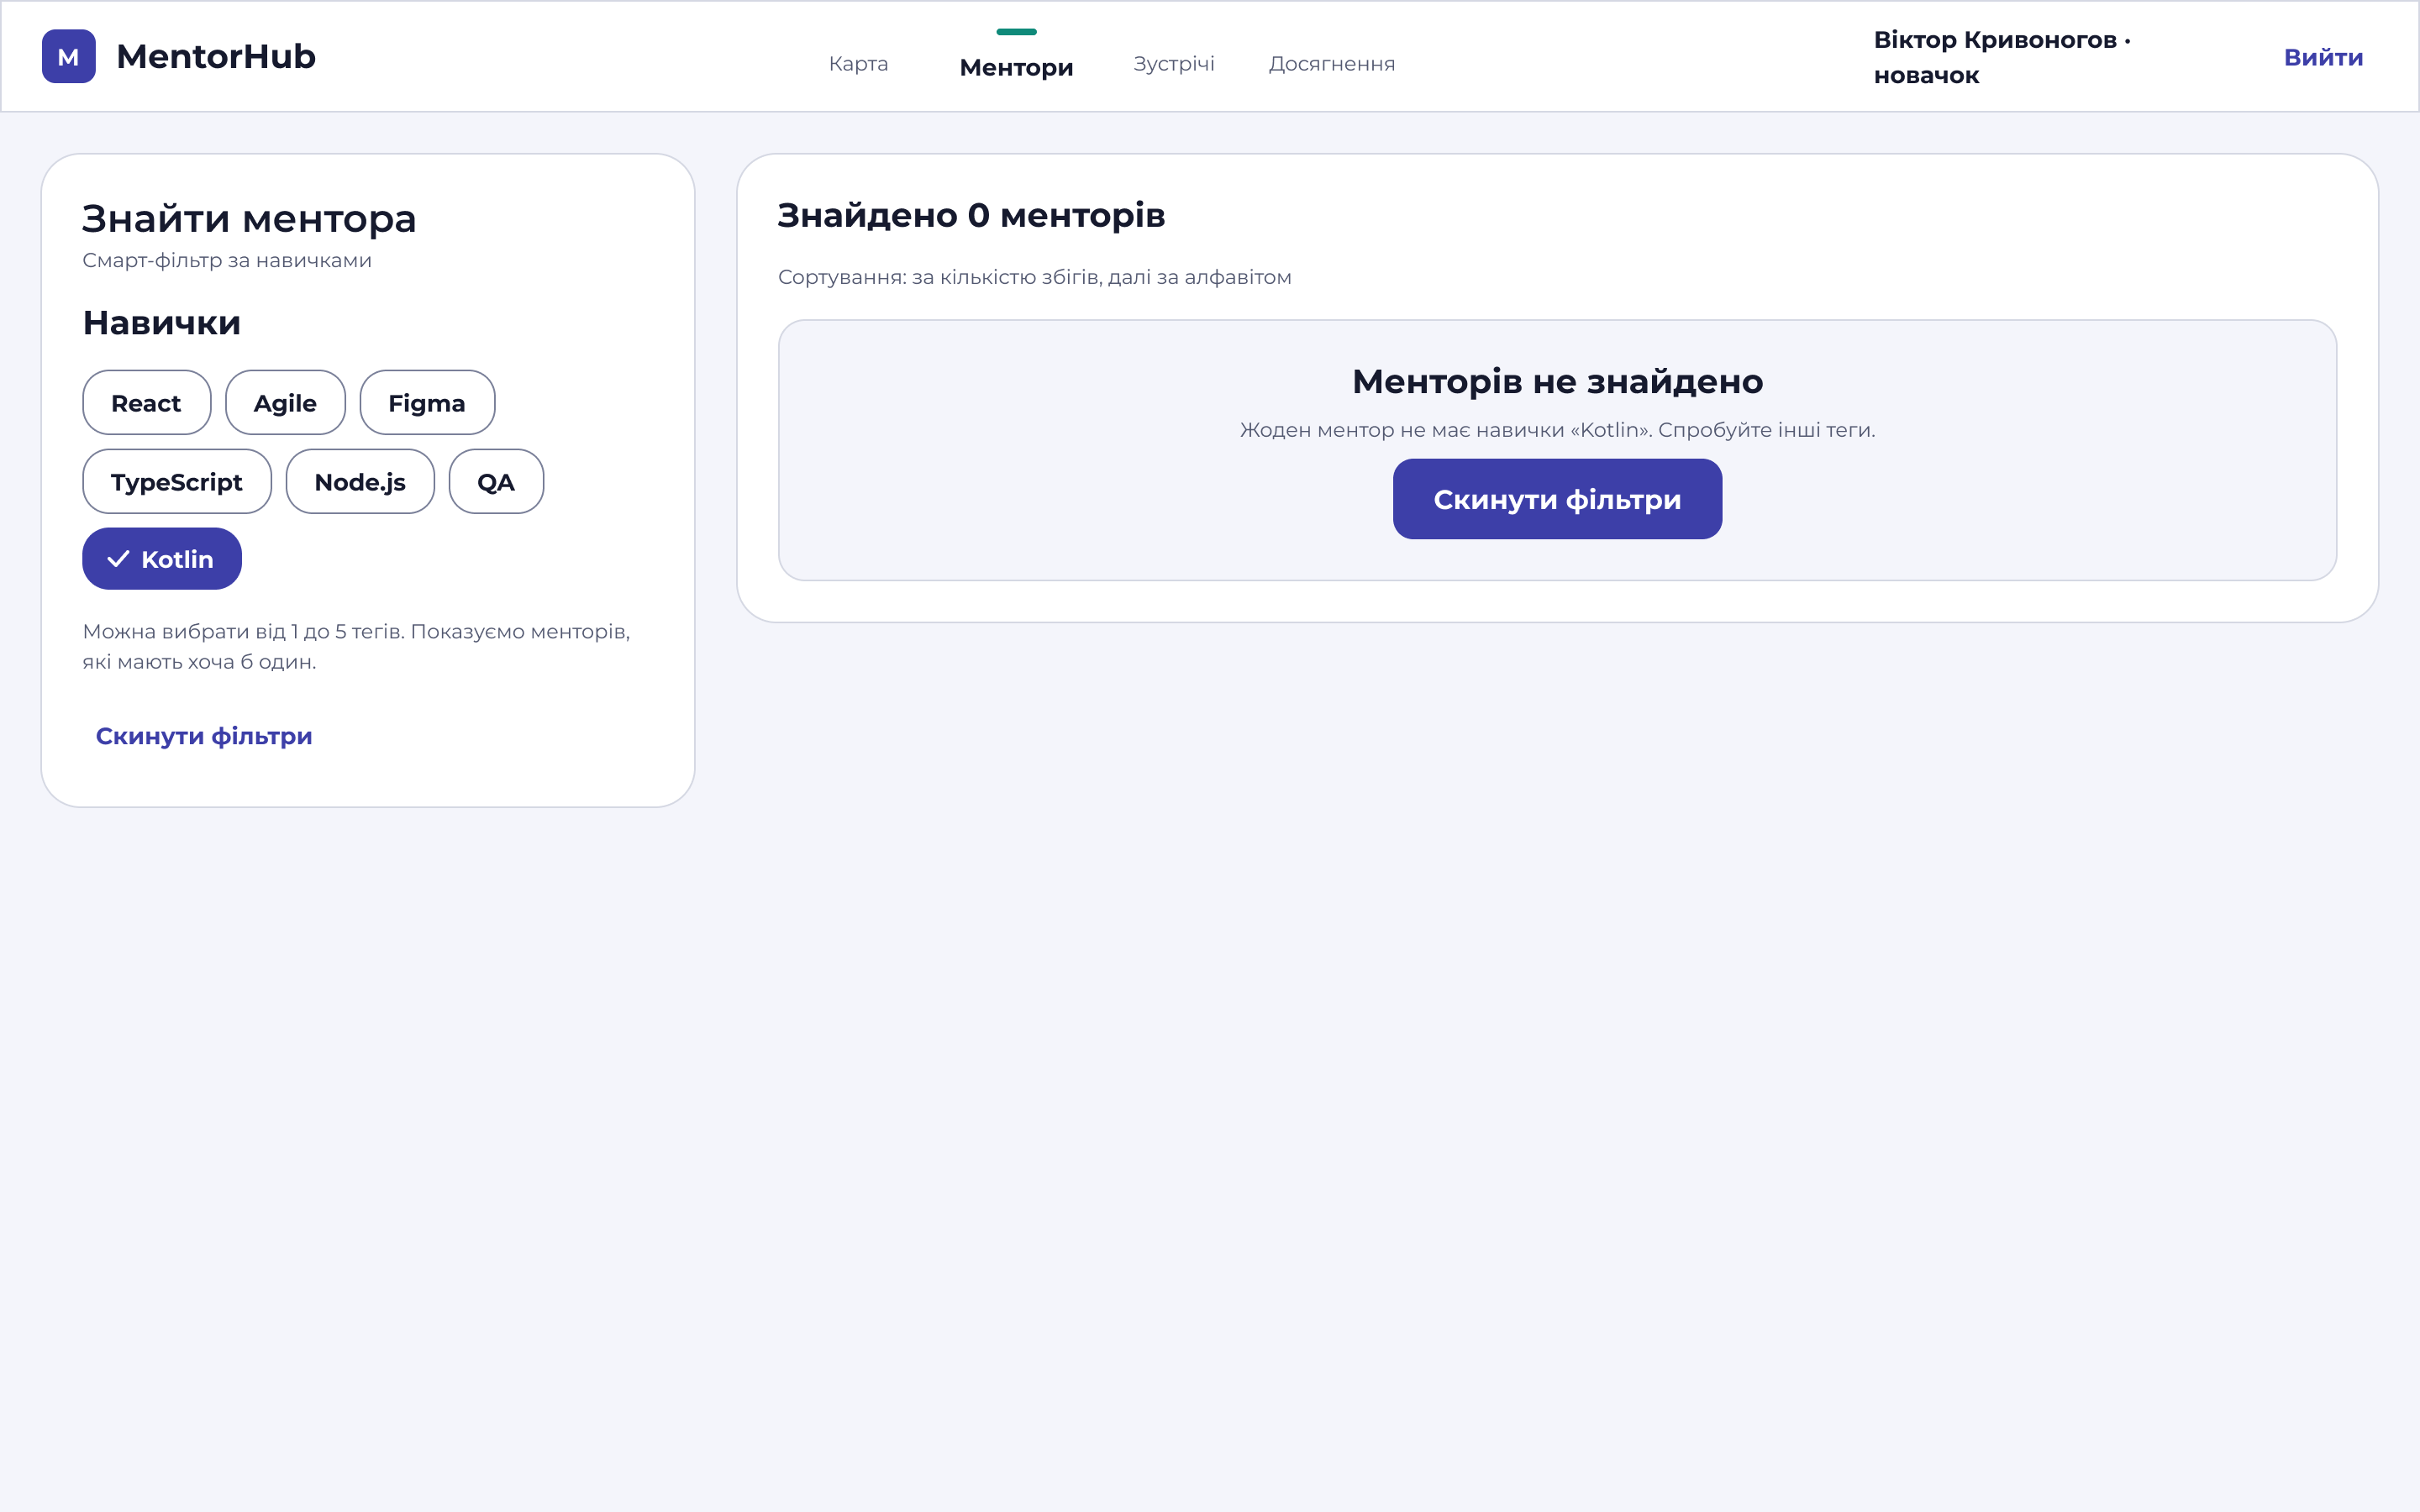 M
MentorHub
Карта
Ментори
Зустрічі
Досягнення
Віктор Кривоногов ·
новачок
Вийти
Знайти ментора
Смарт-фільтр за навичками
Навички
React
Agile
Figma
TypeScript
Node.js
QA
Kotlin
Можна вибрати від 1 до 5 тегів. Показуємо менторів,
які мають хоча б один.
Скинути фільтри
Знайдено 0 менторів
Сортування: за кількістю збігів, далі за алфавітом
Менторів не знайдено
Жоден ментор не має навички «Kotlin». Спробуйте інші теги.
Скинути фільтри